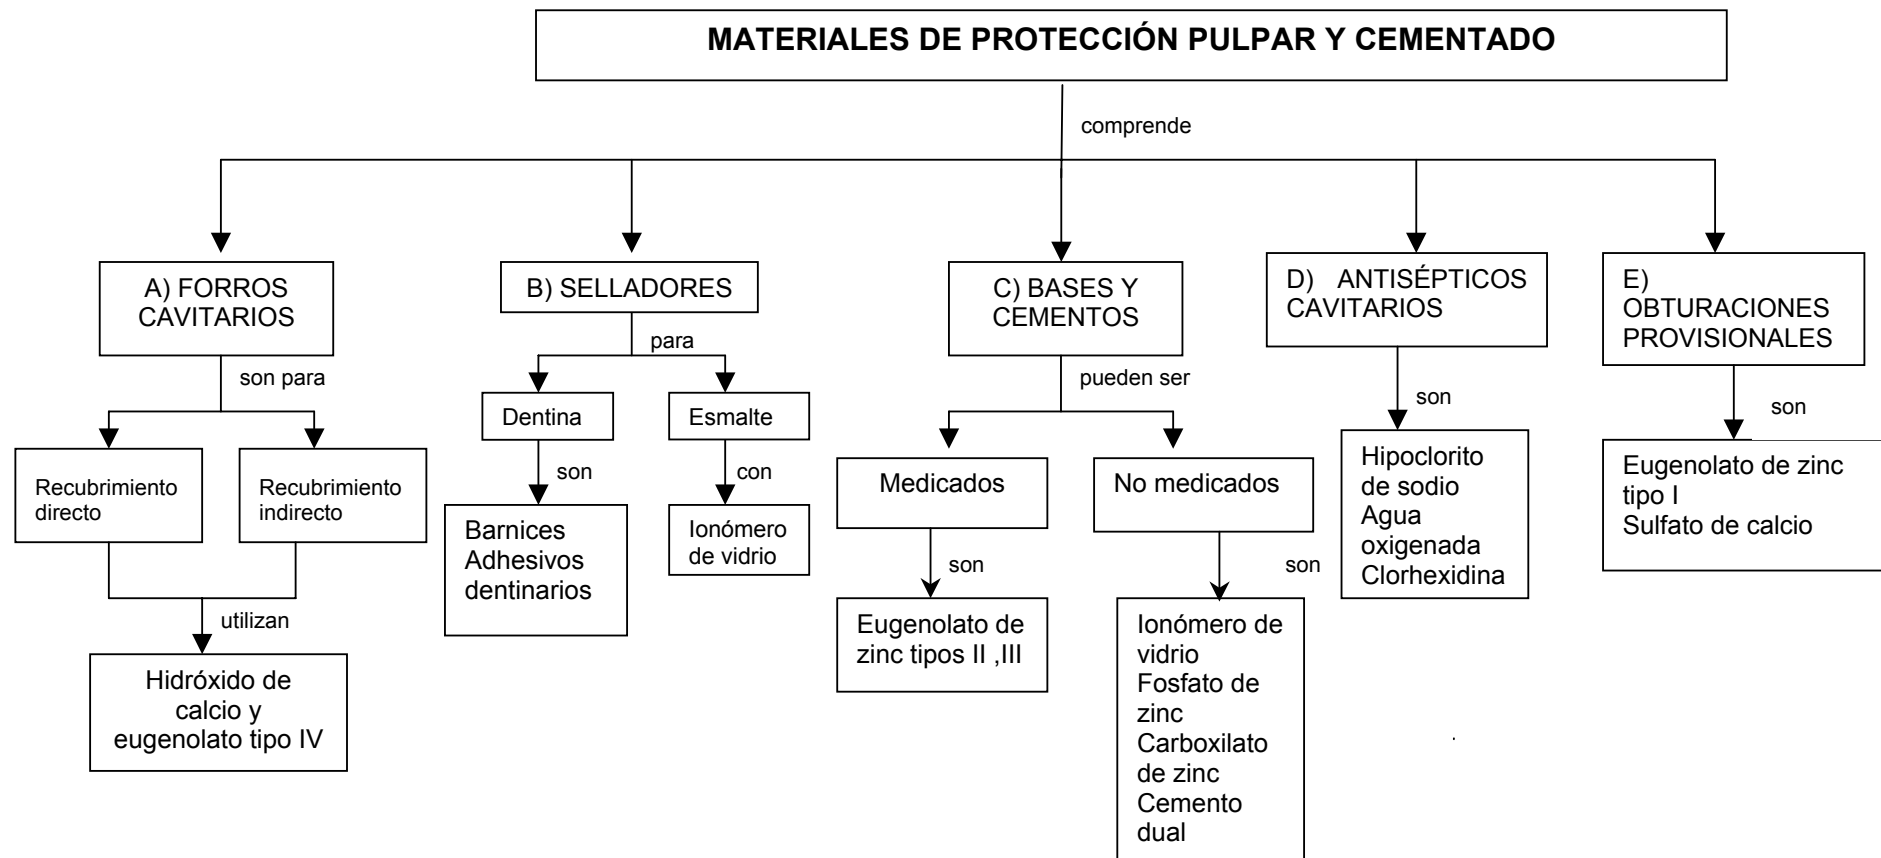 MATERIALES DE PROTECCIÓN PULPAR Y CEMENTADO
comprende
A) FORROS
CAVITARIOS
son para
Recubrimiento
directo
Recubrimiento
indirecto
utilizan
Hidróxido de
calcio y
eugenolato tipo IV
B) SELLADORES
para
Dentina
son
Barnices
Adhesivos
dentinarios
Esmalte
con
Ionómero
de vidrio
C) BASES Y
CEMENTOS
pueden ser
Medicados
son
Eugenolato de
zinc tipos II ,III
No medicados
son
Ionómero de
vidrio
Fosfato de
zinc
Carboxilato
de zinc
Cemento
dual
D) ANTISÉPTICOS
CAVITARIOS
son
Hipoclorito
de sodio
Agua
oxigenada
Clorhexidina
E)
OBTURACIONES
PROVISIONALES
son
Eugenolato de zinc
tipo I
Sulfato de calcio